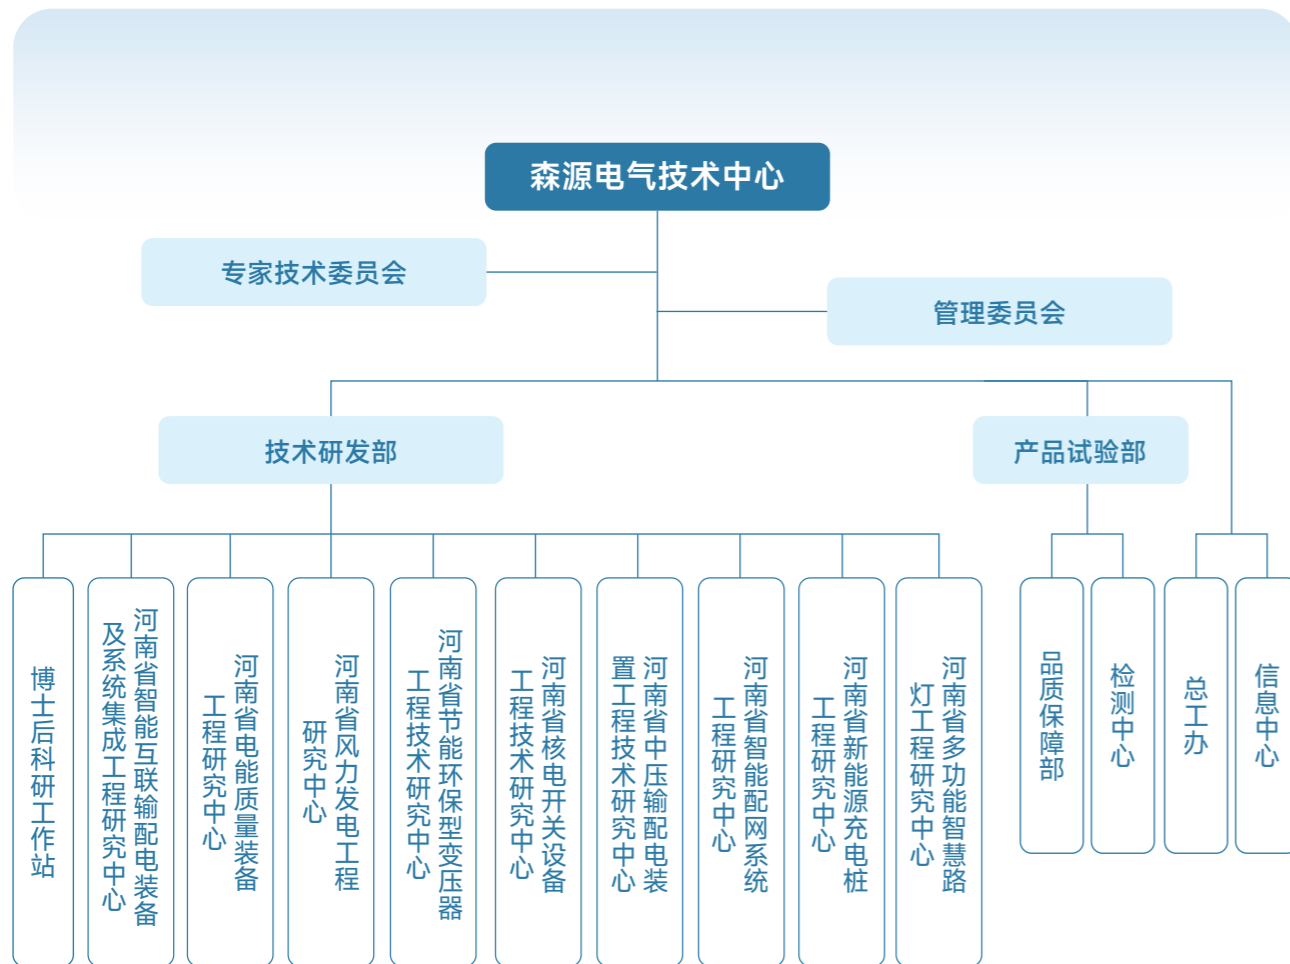 森源电气技术中心
专家技术委员会
管理委员会
技术研发部
产品试验部
博士后科研工作站
河南省智能互联输配电装备
及系统集成工程研究中心
河南省电能质量装备
工程研究中心
河南省风力发电工程
研究中心
河南省节能环保型变压器
工程技术研究中心
河南省核电开关设备
工程技术研究中心
河南省中压输配电装
置工程技术研究中心
河南省智能配网系统
工程研究中心
河南省新能源充电桩
工程研究中心
河南省多功能智慧路
灯工程研究中心
品质保障部
检测中心
总工办
信息中心